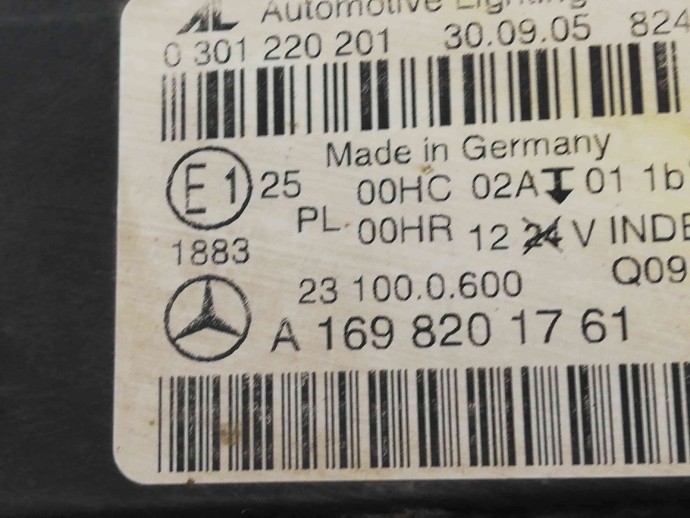 AL Automotive Lighting
0 301 220 201 30.09.05 824
Made in Germany
E1 25 00HC 02A 01 1b
PL 00HR 12 24 V INDE
1883 Q09
23 100.0.600
A 169 820 17 61